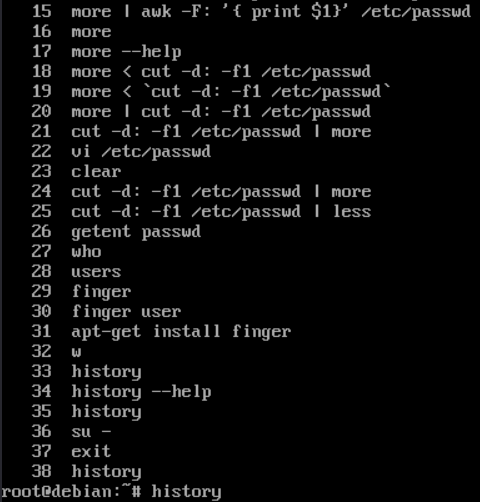 15 more | awk -F: '{ print $1}' /etc/passwd
16 more
17 more --help
18 more < cut -d: -f1 /etc/passwd
19 more < `cut -d: -f1 /etc/passwd`
20 more | cut -d: -f1 /etc/passwd
21 cut -d: -f1 /etc/passwd | more
22 vi /etc/passwd
23 clear
24 cut -d: -f1 /etc/passwd | more
25 cut -d: -f1 /etc/passwd | less
26 getent passwd
27 who
28 users
29 finger
30 finger user
31 apt-get install finger
32 w
33 history
34 history --help
35 history
36 su -
37 exit
38 history
root@debian:~# history